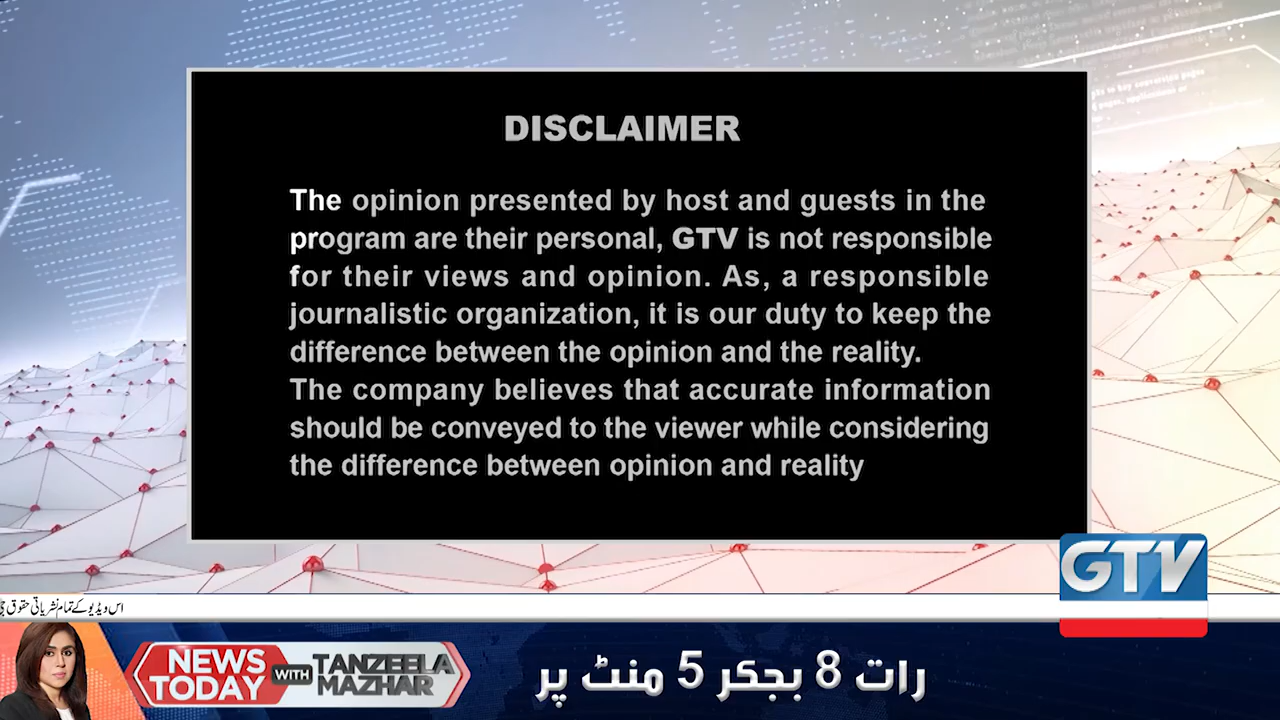 DISCLAIMER
The opinion presented by host and guests in the
program are their personal, GTV is not responsible
for their views and opinion. As, a responsible
journalistic organization, it is our duty to keep the
difference between the opinion and the reality.
The company believes that accurate information
should be conveyed to the viewer while considering
the difference between opinion and reality
GTV
اس ویڈیو کے تمام نشریاتی حقوق
NEWS TODAY WITH TANZEELA MAZHAR
رات 8 بجکر 5 منٹ پر